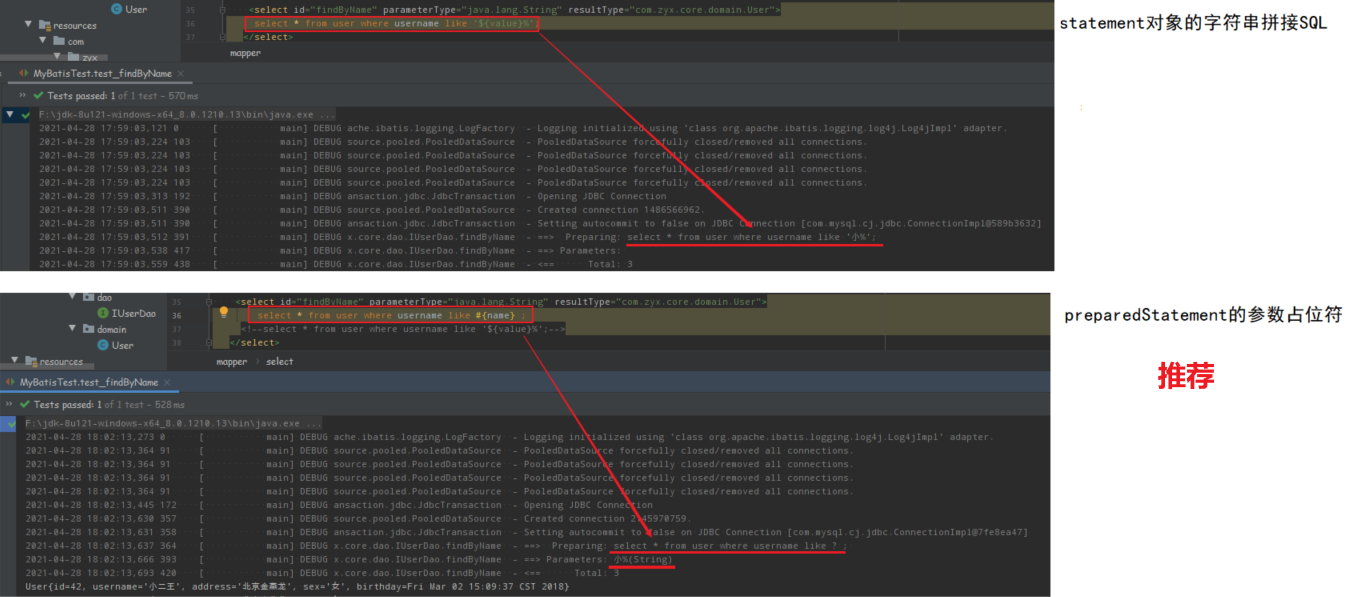 User
35 <select id="findByName" parameterType="java.lang.String" resultType="com.zyx.core.domain.User">
resources
36 select * from user where username like '${value}%'
com
37 </select>
zyx
mapper
statement对象的字符串拼接SQL
MyBatisTest.test_findByName ×
» Tests passed: 1 of 1 test – 570 ms
F:\jdk-8u121-windows-x64_8.0.1210.13\bin\java.exe ...
2021-04-28 17:59:03,121 0 [ main] DEBUG ache.ibatis.logging.LogFactory - Logging initialized using 'class org.apache.ibatis.logging.log4j.Log4jImpl' adapter.
2021-04-28 17:59:03,224 103 [ main] DEBUG source.pooled.PooledDataSource - PooledDataSource forcefully closed/removed all connections.
2021-04-28 17:59:03,224 103 [ main] DEBUG source.pooled.PooledDataSource - PooledDataSource forcefully closed/removed all connections.
2021-04-28 17:59:03,224 103 [ main] DEBUG source.pooled.PooledDataSource - PooledDataSource forcefully closed/removed all connections.
2021-04-28 17:59:03,224 103 [ main] DEBUG source.pooled.PooledDataSource - PooledDataSource forcefully closed/removed all connections.
2021-04-28 17:59:03,313 192 [ main] DEBUG ansaction.jdbc.JdbcTransaction - Opening JDBC Connection
2021-04-28 17:59:03,511 390 [ main] DEBUG source.pooled.PooledDataSource - Created connection 1486566962.
2021-04-28 17:59:03,511 390 [ main] DEBUG ansaction.jdbc.JdbcTransaction - Setting autocommit to false on JDBC Connection [com.mysql.cj.jdbc.ConnectionImpl@589b3632]
2021-04-28 17:59:03,512 391 [ main] DEBUG x.core.dao.IUserDao.findByName - ==> Preparing: select * from user where username like '小%';
2021-04-28 17:59:03,538 417 [ main] DEBUG x.core.dao.IUserDao.findByName - ==> Parameters:
2021-04-28 17:59:03,559 438 [ main] DEBUG x.core.dao.IUserDao.findByName - <== Total: 3
dao
35 <select id="findByName" parameterType="java.lang.String" resultType="com.zyx.core.domain.User">
IUserDao
36 select * from user where username like #{name} ;
domain
37 <!--select * from user where username like '${value}%';-->
User
38 </select>
resources
mapper › select
preparedStatement的参数占位符
推荐
MyBatisTest.test_findByName ×
» Tests passed: 1 of 1 test – 528 ms
F:\jdk-8u121-windows-x64_8.0.1210.13\bin\java.exe ...
2021-04-28 18:02:13,273 0 [ main] DEBUG ache.ibatis.logging.LogFactory - Logging initialized using 'class org.apache.ibatis.logging.log4j.Log4jImpl' adapter.
2021-04-28 18:02:13,364 91 [ main] DEBUG source.pooled.PooledDataSource - PooledDataSource forcefully closed/removed all connections.
2021-04-28 18:02:13,364 91 [ main] DEBUG source.pooled.PooledDataSource - PooledDataSource forcefully closed/removed all connections.
2021-04-28 18:02:13,364 91 [ main] DEBUG source.pooled.PooledDataSource - PooledDataSource forcefully closed/removed all connections.
2021-04-28 18:02:13,364 91 [ main] DEBUG source.pooled.PooledDataSource - PooledDataSource forcefully closed/removed all connections.
2021-04-28 18:02:13,445 172 [ main] DEBUG ansaction.jdbc.JdbcTransaction - Opening JDBC Connection
2021-04-28 18:02:13,630 357 [ main] DEBUG source.pooled.PooledDataSource - Created connection 2145970759.
2021-04-28 18:02:13,631 358 [ main] DEBUG ansaction.jdbc.JdbcTransaction - Setting autocommit to false on JDBC Connection [com.mysql.cj.jdbc.ConnectionImpl@7fe8ea47]
2021-04-28 18:02:13,637 364 [ main] DEBUG x.core.dao.IUserDao.findByName - ==> Preparing: select * from user where username like ? ;
2021-04-28 18:02:13,666 393 [ main] DEBUG x.core.dao.IUserDao.findByName - ==> Parameters: 小%(String)
2021-04-28 18:02:13,693 420 [ main] DEBUG x.core.dao.IUserDao.findByName - <== Total: 3
User{id=42, username='小二王', address='北京金燕龙', sex='女', birthday=Fri Mar 02 15:09:37 CST 2018}